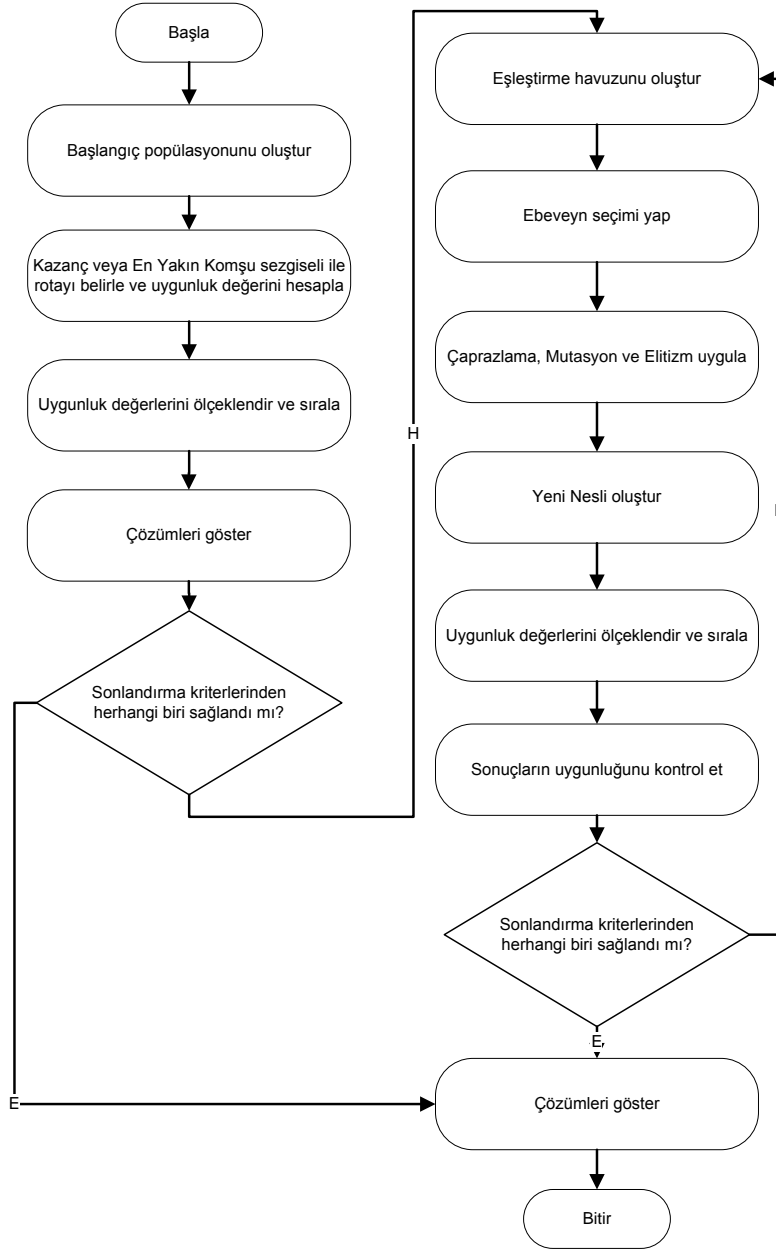 Başla
Başlangıç popülasyonunu oluştur
Kazanç veya En Yakın Komşu sezgiseli ile
rotayı belirle ve uygunluk değerini hesapla
Uygunluk değerlerini ölçeklendir ve sırala
Çözümleri göster
Sonlandırma kriterlerinden
herhangi biri sağlandı mı?
E
H
Eşleştirme havuzunu oluştur
Ebeveyn seçimi yap
Çaprazlama, Mutasyon ve Elitizm uygula
Yeni Nesli oluştur
Uygunluk değerlerini ölçeklendir ve sırala
Sonuçların uygunluğunu kontrol et
Sonlandırma kriterlerinden
herhangi biri sağlandı mı?
E
Çözümleri göster
Bitir